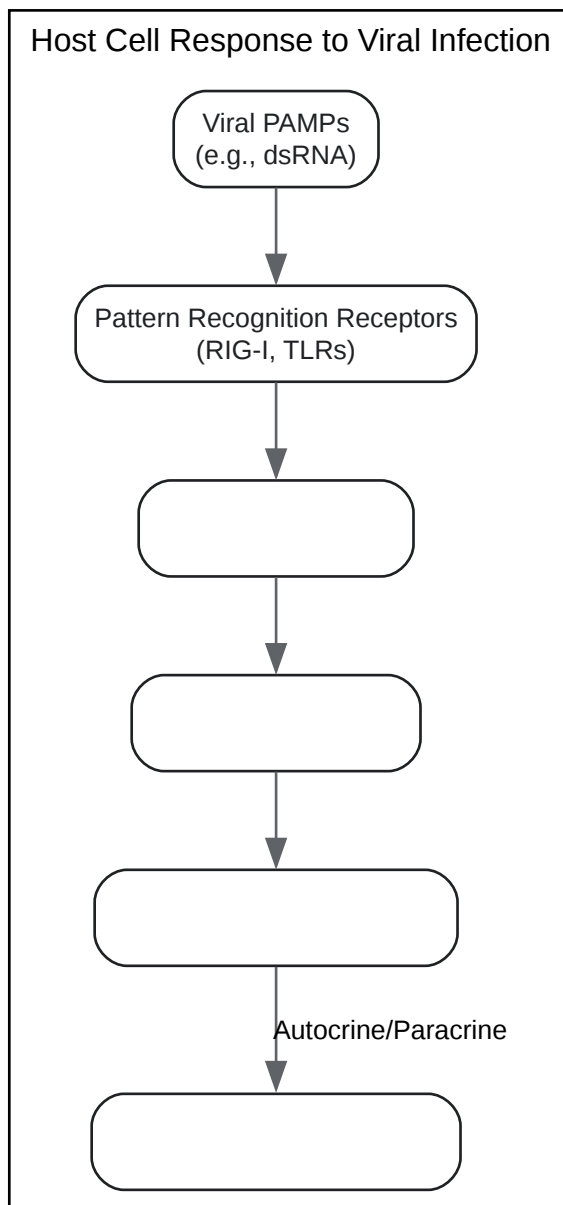 Host Cell Response to Viral Infection
Viral PAMPs
(e.g., dsRNA)
Pattern Recognition Receptors
(RIG-I, TLRs)
Autocrine/Paracrine